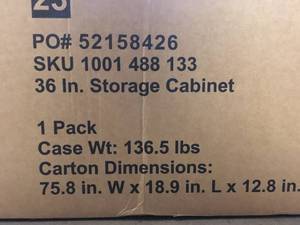 23
PO# 52158426
SKU 1001 488 133
36 In. Storage Cabinet
1 Pack
Case Wt: 136.5 lbs
Carton Dimensions:
75.8 in. W x 18.9 in. L x 12.8 in.